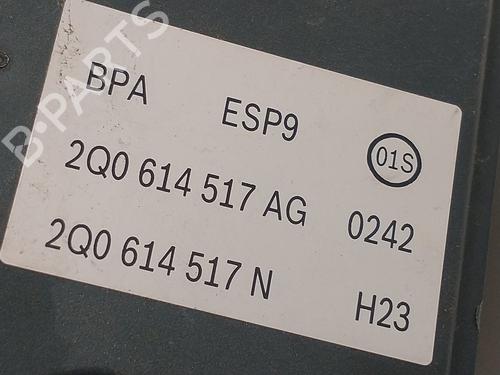 B-PARTS
BPA ESP9 01S
2Q0 614 517 AG 0242
2Q0 614 517 N H23